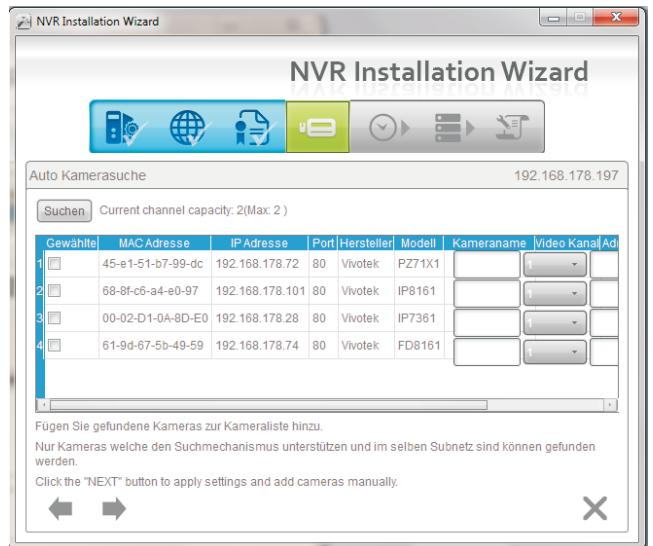 NVR Installation Wizard
NVR Installation Wizard
Auto Kamerasuche 192.168.178.197
Suchen Current channel capacity: 2(Max: 2 )
Gewählte MAC Adresse IP Adresse Port Hersteller Modell Kameraname Video Kanal Adr
1 45-e1-51-b7-99-dc 192.168.178.72 80 Vivotek PZ71X1 1
2 68-8f-c6-a4-e0-97 192.168.178.101 80 Vivotek IP8161 1
3 00-02-D1-0A-8D-E0 192.168.178.28 80 Vivotek IP7361 1
4 61-9d-67-5b-49-59 192.168.178.74 80 Vivotek FD8161 1
Fügen Sie gefundene Kameras zur Kameraliste hinzu.
Nur Kameras welche den Suchmechanismus unterstützen und im selben Subnetz sind können gefunden
werden.
Click the "NEXT" button to apply settings and add cameras manually.